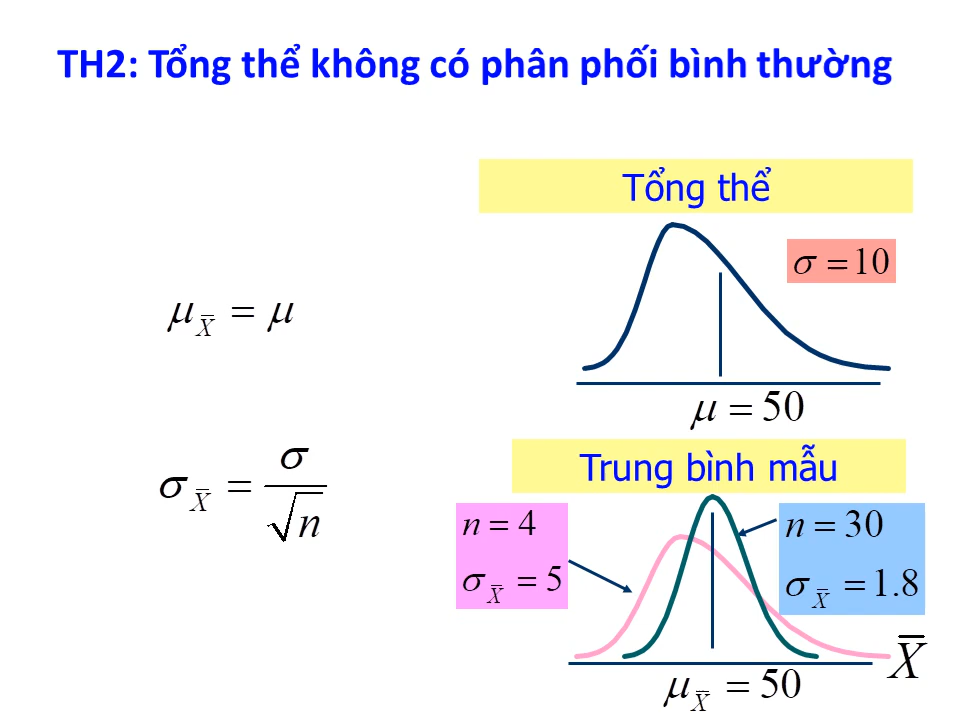 TH2: Tổng thể không có phân phối bình thường
Tổng thể
σ = 10
μ_X̅ = μ
μ = 50
σ_X̅ = σ / √n
Trung bình mẫu
n = 4
σ_X̅ = 5
n = 30
σ_X̅ = 1.8
X̅
μ_X̅ = 50